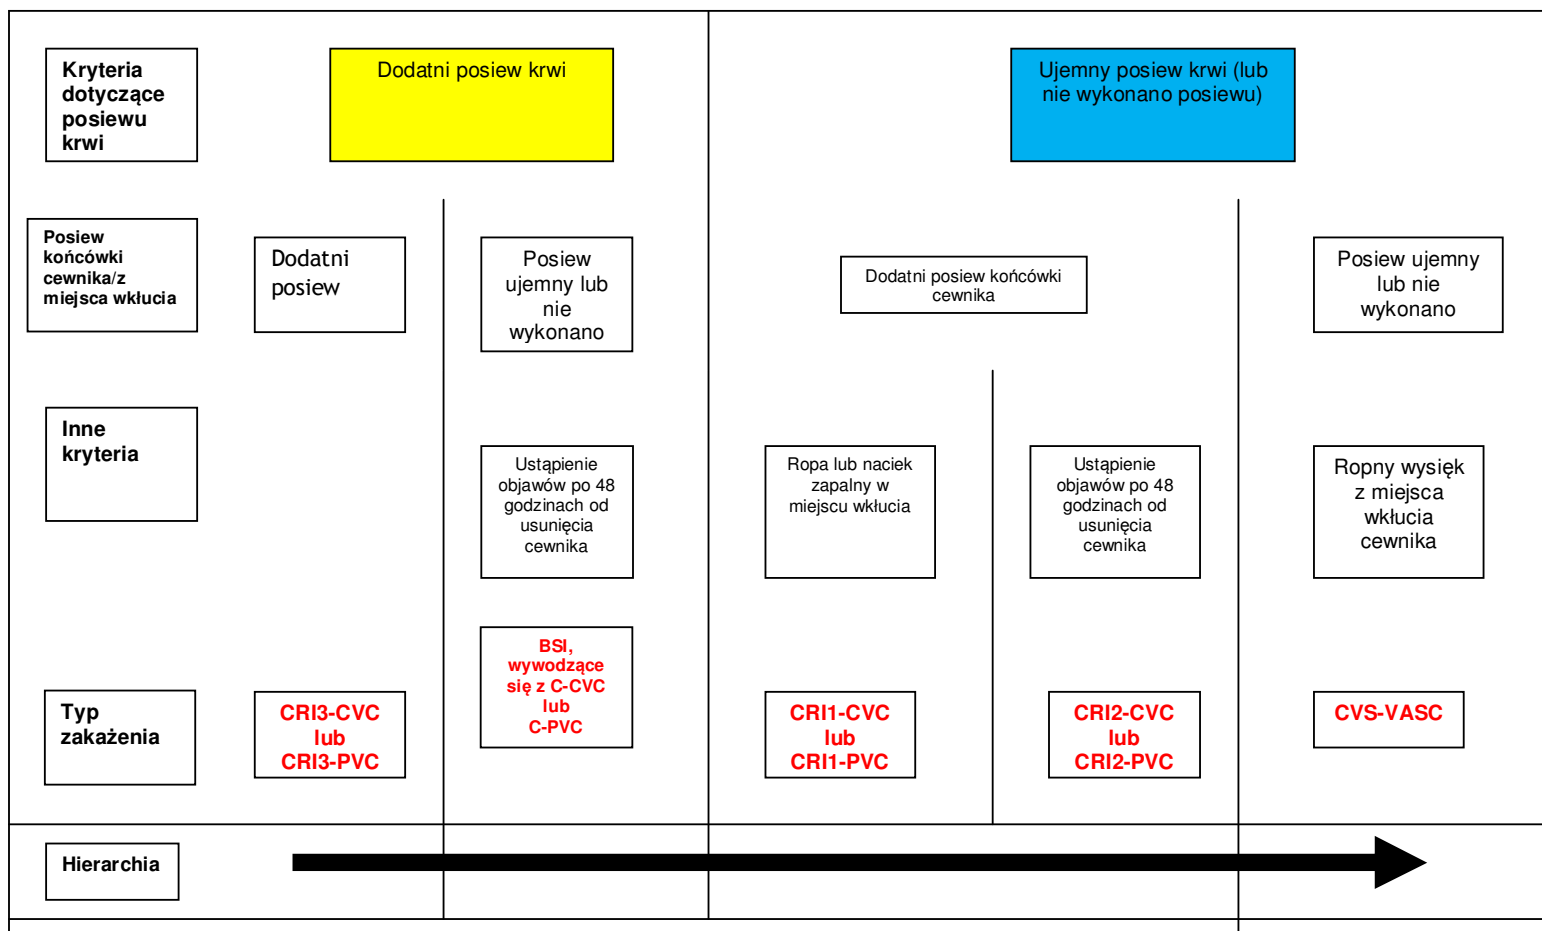 Kryteria
dotyczące
posiewu
krwi
Dodatni posiew krwi
Ujemny posiew krwi (lub
nie wykonano posiewu)
Posiew
końcówki
cewnika/z
miejsca wkłucia
Dodatni
posiew
Posiew
ujemny lub
nie
wykonano
Dodatni posiew końcówki
cewnika
Posiew ujemny
lub nie
wykonano
Inne
kryteria
Ustąpienie
objawów po 48
godzinach od
usunięcia
cewnika
Ropa lub naciek
zapalny w
miejscu wkłucia
Ustąpienie
objawów po 48
godzinach od
usunięcia
cewnika
Ropny wysięk
z miejsca
wkłucia
cewnika
Typ
zakażenia
CRI3-CVC
lub
CRI3-PVC
BSI,
wywodzące
się z C-CVC
lub
C-PVC
CRI1-CVC
lub
CRI1-PVC
CRI2-CVC
lub
CRI2-PVC
CVS-VASC
Hierarchia